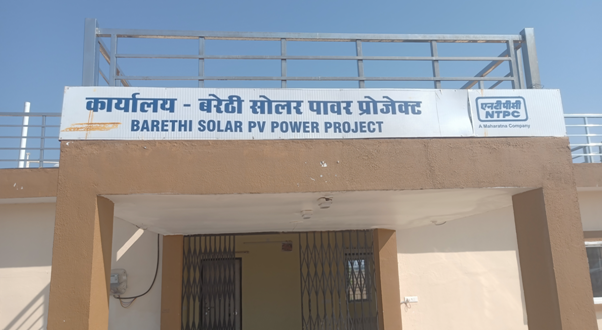 कार्यालय - बरेठी सोलर पावर प्रोजेक्ट
BARETHI SOLAR PV POWER PROJECT
एनटीपीसी
NTPC
A Maharatna Company